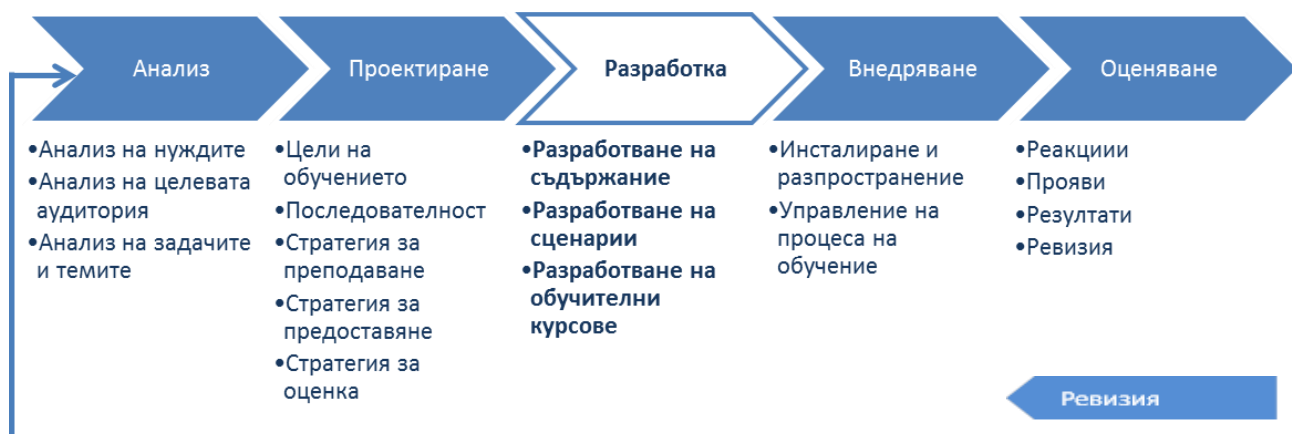 Анализ
Проектиране
Разработка
Внедряване
Оценяване
•Анализ на нуждите
•Анализ на целевата
аудитория
•Анализ на задачите
и темите
•Цели на
обучението
•Последователност
•Стратегия за
преподаване
•Стратегия за
предоставяне
•Стратегия за
оценка
•Разработване на
съдържание
•Разработване на
сценарии
•Разработване на
обучителни
курсове
•Инсталиране и
разпространение
•Управление на
процеса на
обучение
•Реакциии
•Прояви
•Резултати
•Ревизия
Ревизия